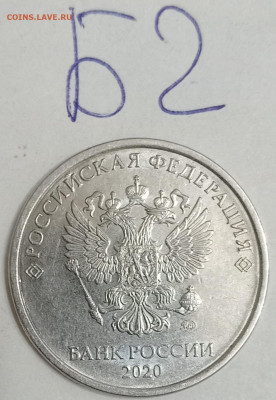 COINS.LAVE.RU
Б2
РОССИЙСКАЯ ФЕДЕРАЦИЯ
БАНК РОССИИ
2020